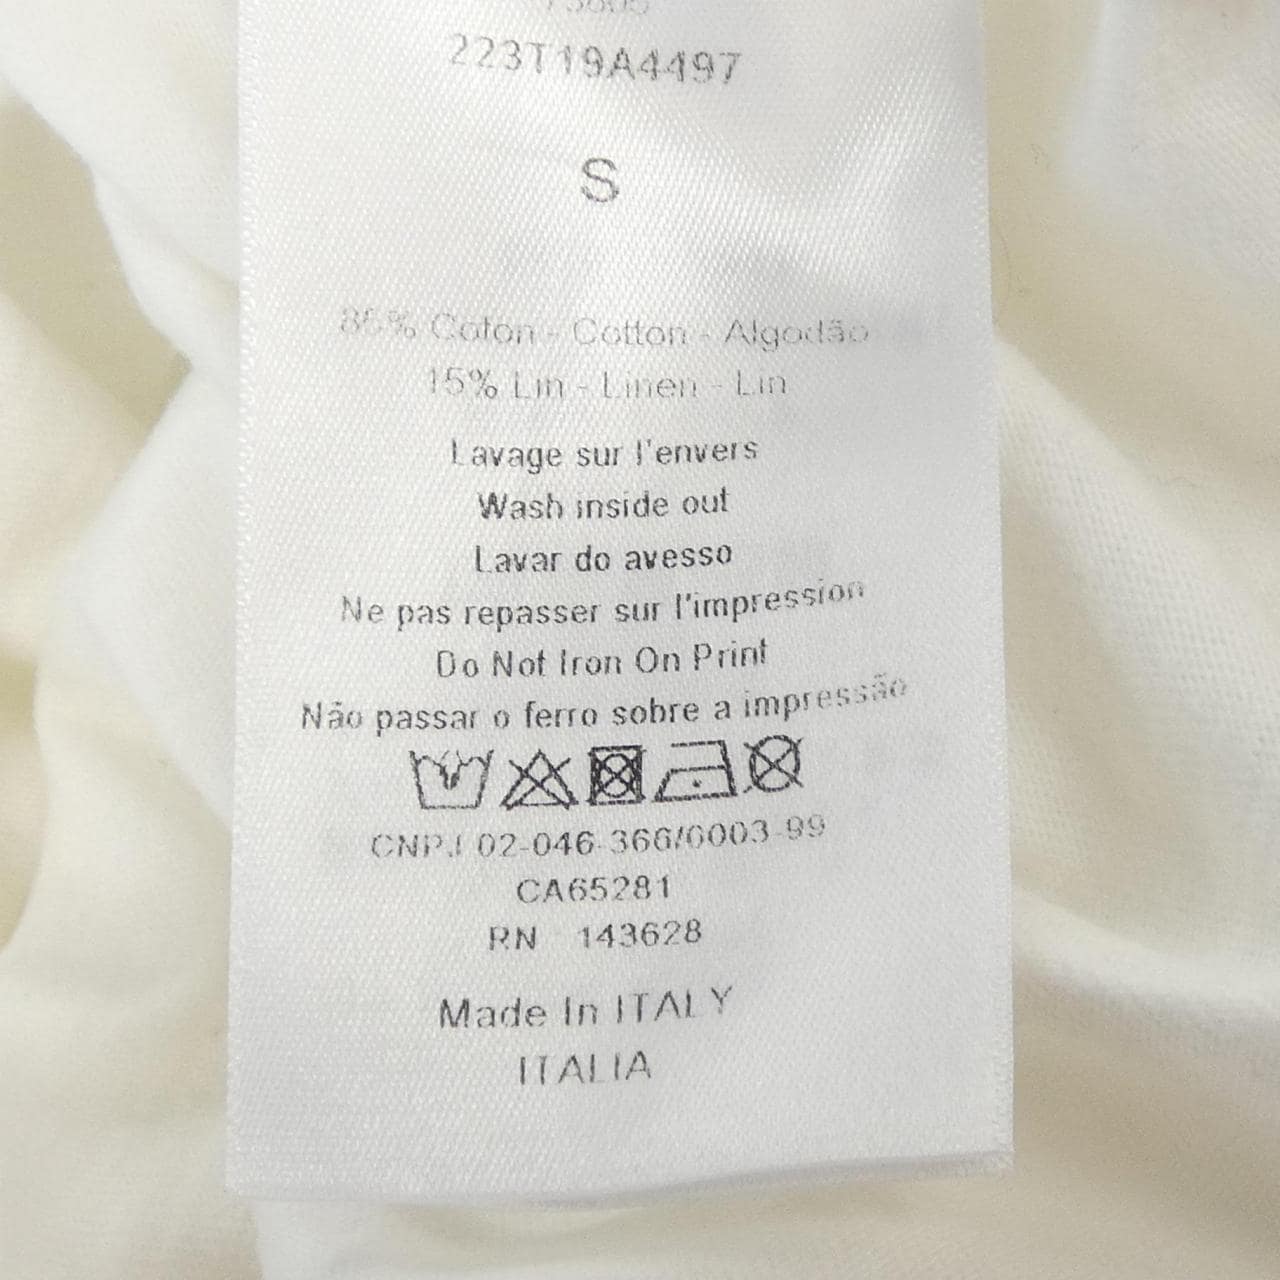 223T19A4497
S
85% Coton - Cotton - Algodão
15% Lin - Linen - Lin
Lavage sur l'envers
Wash inside out
Lavar do avesso
Ne pas repasser sur l'impression
Do Not Iron On Print
Não passar o ferro sobre a impressão
CNPJ 02-046-366/0003-99
CA65281
RN 143628
Made In ITALY
ITALIA